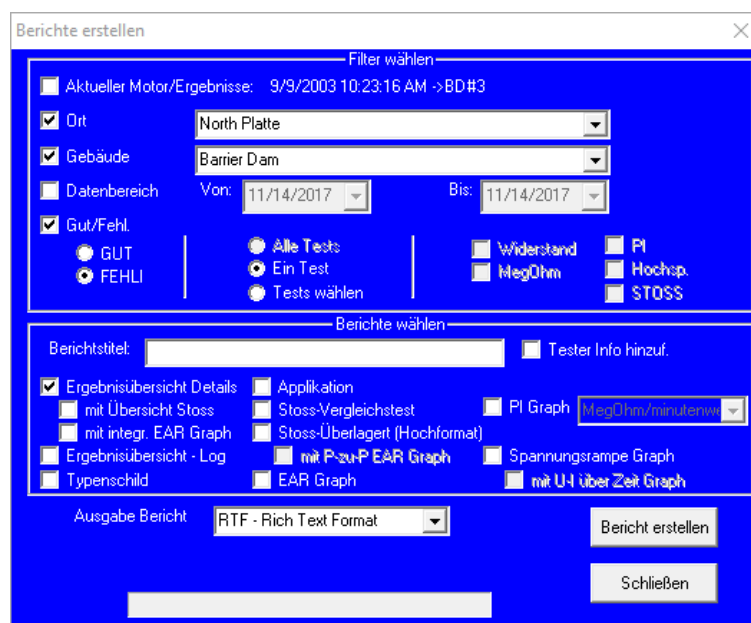 Berichte erstellen
Filter wählen
Aktueller Motor/Ergebnisse: 9/9/2003 10:23:16 AM ->BD#3
Ort North Platte
Gebäude Barrier Dam
Datenbereich Von: 11/14/2017 Bis: 11/14/2017
Gut/Fehl.
GUT Alle Tests Widerstand PI
FEHLI Ein Test MegOhm Hochsp.
Tests wählen STOSS
Berichte wählen
Berichtstitel: Tester Info hinzuf.
Ergebnisübersicht Details Applikation
mit Übersicht Stoss Stoss-Vergleichstest PI Graph MegOhm/minutenwe
mit integr. EAR Graph Stoss-Überlagert (Hochformat)
Ergebnisübersicht - Log mit P-zu-P EAR Graph Spannungsrampe Graph
Typenschild EAR Graph mit U-I über Zeit Graph
Ausgabe Bericht RTF - Rich Text Format Bericht erstellen
Schließen